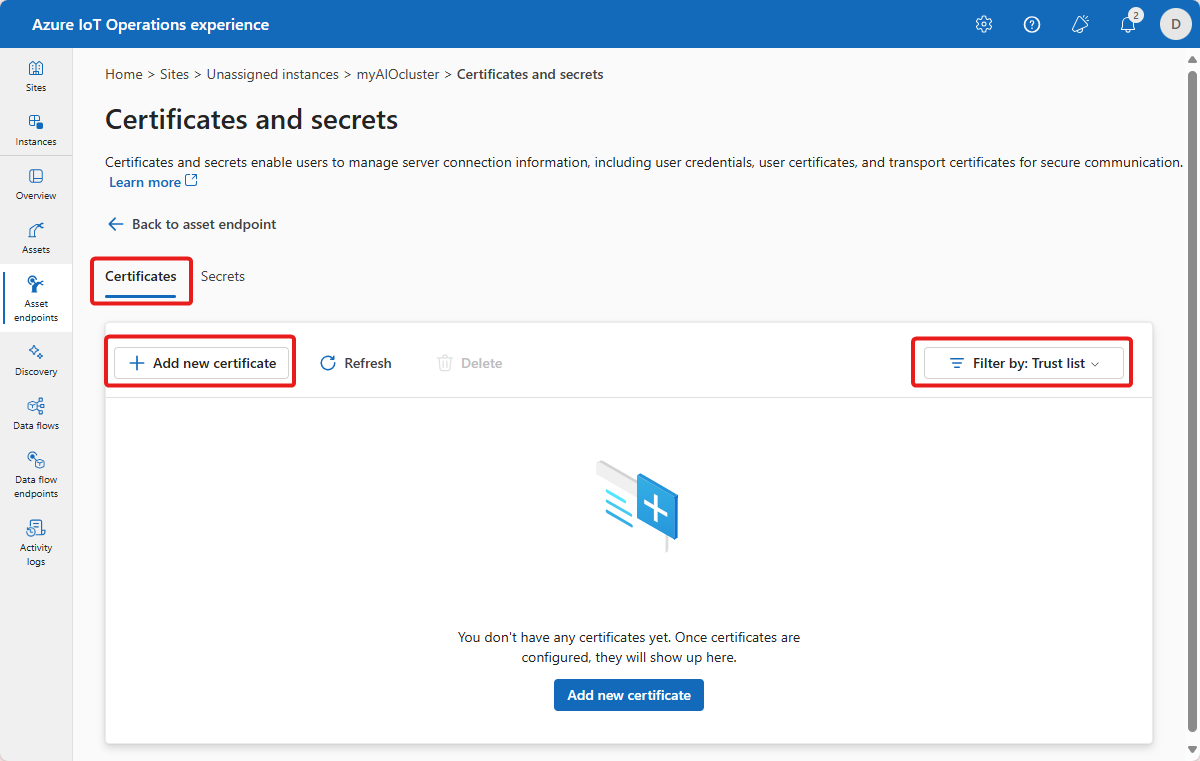 Azure IoT Operations experience
2
D
Sites
Instances
Overview
Assets
Asset
endpoints
Discovery
Data flows
Data flow
endpoints
Activity
logs
Home > Sites > Unassigned instances > myAIOcluster > Certificates and secrets
Certificates and secrets
Certificates and secrets enable users to manage server connection information, including user credentials, user certificates, and transport certificates for secure communication.
Learn more
Back to asset endpoint
Certificates Secrets
Add new certificate Refresh Delete Filter by: Trust list
You don't have any certificates yet. Once certificates are
configured, they will show up here.
Add new certificate